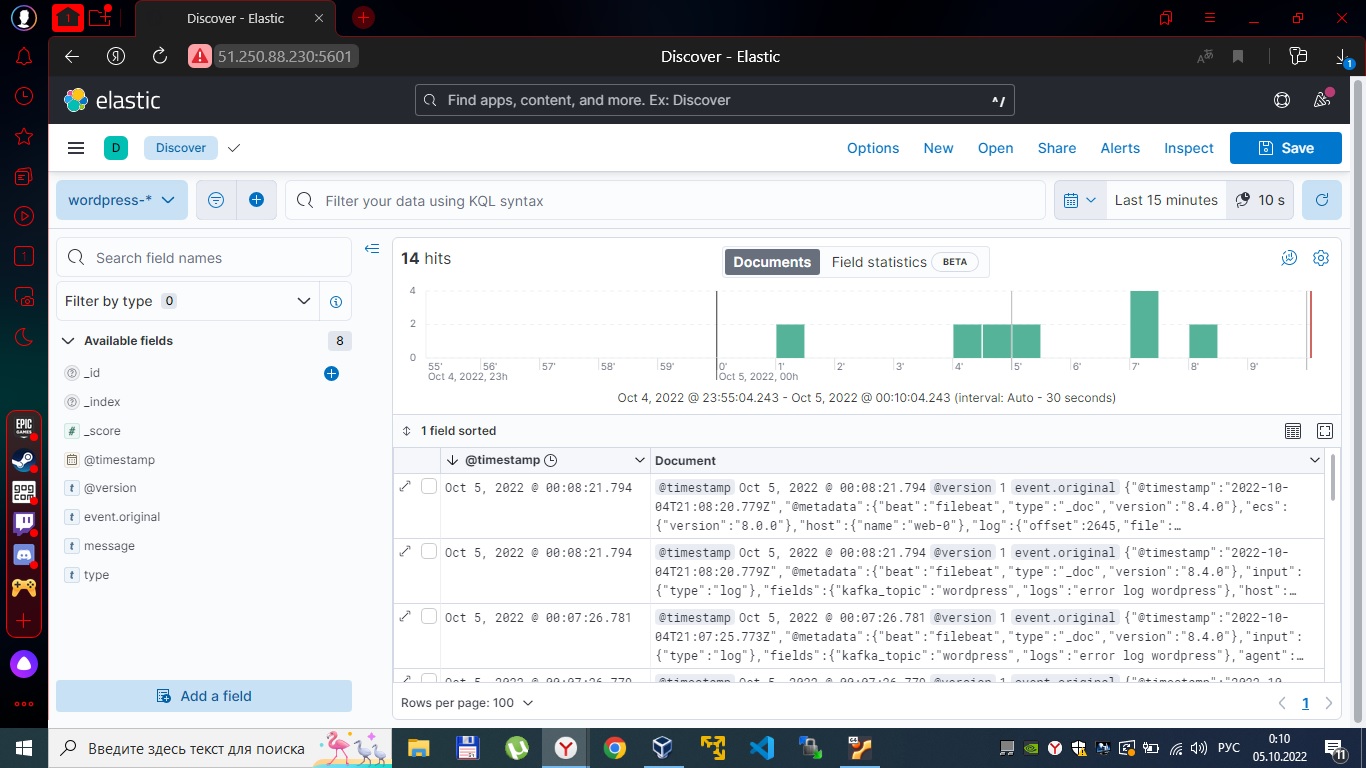 1
Discover - Elastic
51.250.88.230:5601
Discover - Elastic
1
elastic
Find apps, content, and more. Ex: Discover
^/
D
Discover
Options
New
Open
Share
Alerts
Inspect
Save
wordpress-*
Filter your data using KQL syntax
Last 15 minutes
10 s
Search field names
Filter by type 0
Available fields
8
_id
_index
# _score
@timestamp
t @version
t event.original
t message
t type
Add a field
14 hits
Documents
Field statistics BETA
4
2
0
55' 56' 57' 58' 59' 0' 1' 2' 3' 4' 5' 6' 7' 8' 9'
Oct 4, 2022, 23h Oct 5, 2022, 00h
Oct 4, 2022 @ 23:55:04.243 - Oct 5, 2022 @ 00:10:04.243 (interval: Auto - 30 seconds)
1 field sorted
@timestamp
Document
Oct 5, 2022 @ 00:08:21.794
@timestamp Oct 5, 2022 @ 00:08:21.794 @version 1 event.original {"@timestamp":"2022-10-
04T21:08:20.779Z","@metadata":{"beat":"filebeat","type":"_doc","version":"8.4.0"},"ecs":
{"version":"8.0.0"},"host":{"name":"web-0"},"log":{"offset":2645,"file":…
Oct 5, 2022 @ 00:08:21.794
@timestamp Oct 5, 2022 @ 00:08:21.794 @version 1 event.original {"@timestamp":"2022-10-
04T21:08:20.779Z","@metadata":{"beat":"filebeat","type":"_doc","version":"8.4.0"},"input":
{"type":"log"},"fields":{"kafka_topic":"wordpress","logs":"error log wordpress"},"host":…
Oct 5, 2022 @ 00:07:26.781
@timestamp Oct 5, 2022 @ 00:07:26.781 @version 1 event.original {"@timestamp":"2022-10-
04T21:07:25.773Z","@metadata":{"beat":"filebeat","type":"_doc","version":"8.4.0"},"input":
{"type":"log"},"fields":{"kafka_topic":"wordpress","logs":"error log wordpress"},"agent":…
Rows per page: 100
1
1
EPIC
GAMES
Введите здесь текст для поиска
РУС
0:10
05.10.2022
11